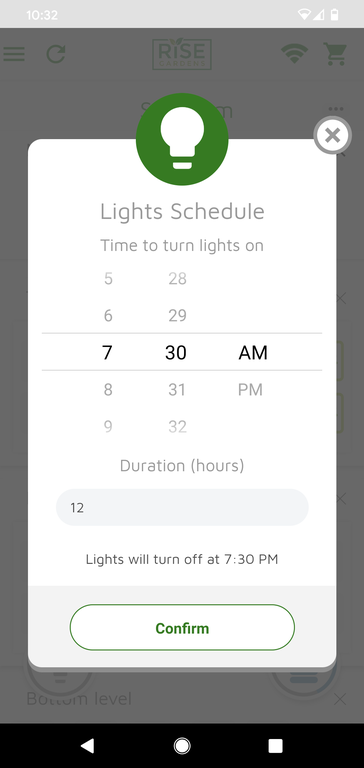 10:32
RISE
GARDENS
Lights Schedule
Time to turn lights on
5 28
6 29
7 30 AM
8 31 PM
9 32
Duration (hours)
12
Lights will turn off at 7:30 PM
Confirm
Bottom level